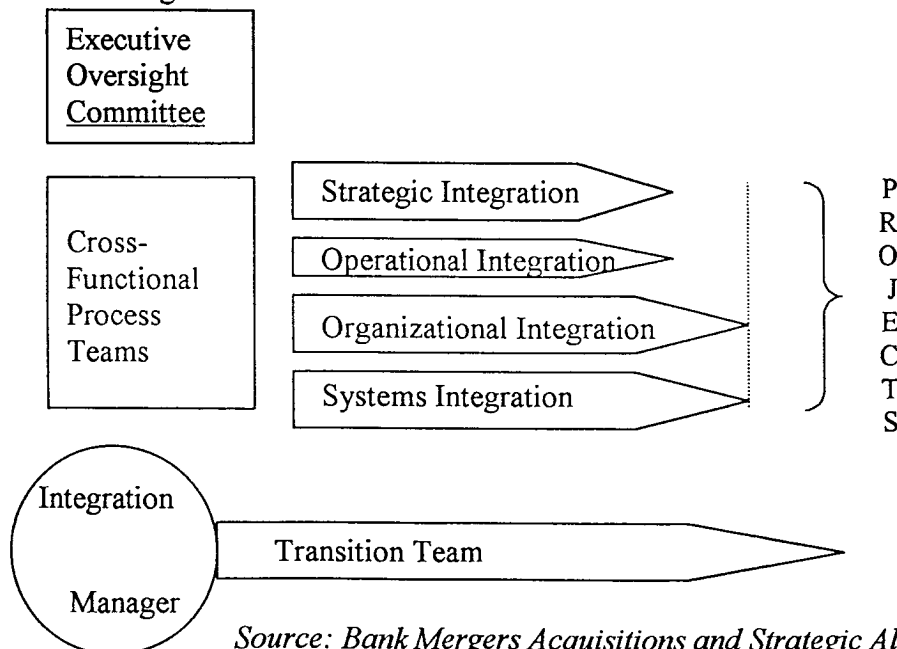 Executive
Oversight
Committee
Cross-
Functional
Process
Teams
Strategic Integration
Operational Integration
Organizational Integration
Systems Integration
P
R
O
J
E
C
T
S
Integration
Manager
Transition Team
Source: Bank Mergers Acquisitions and Strategic Al